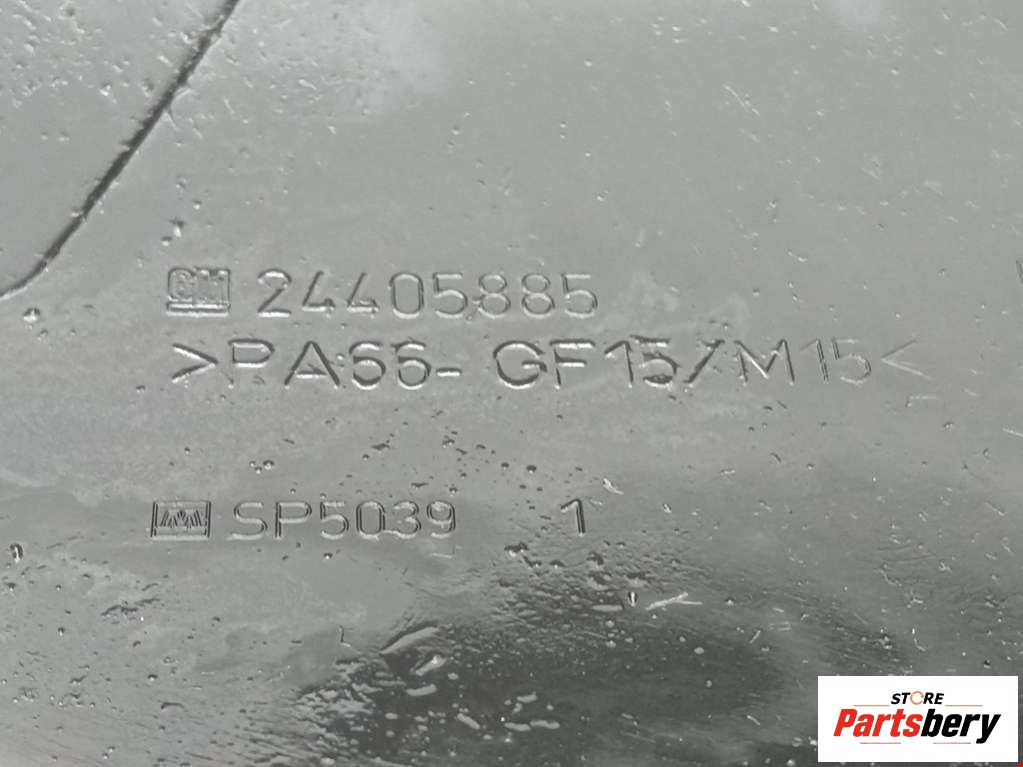 GM 24405885
>PA66-GF15/M15<
SP5039 1
STORE
Partsbery